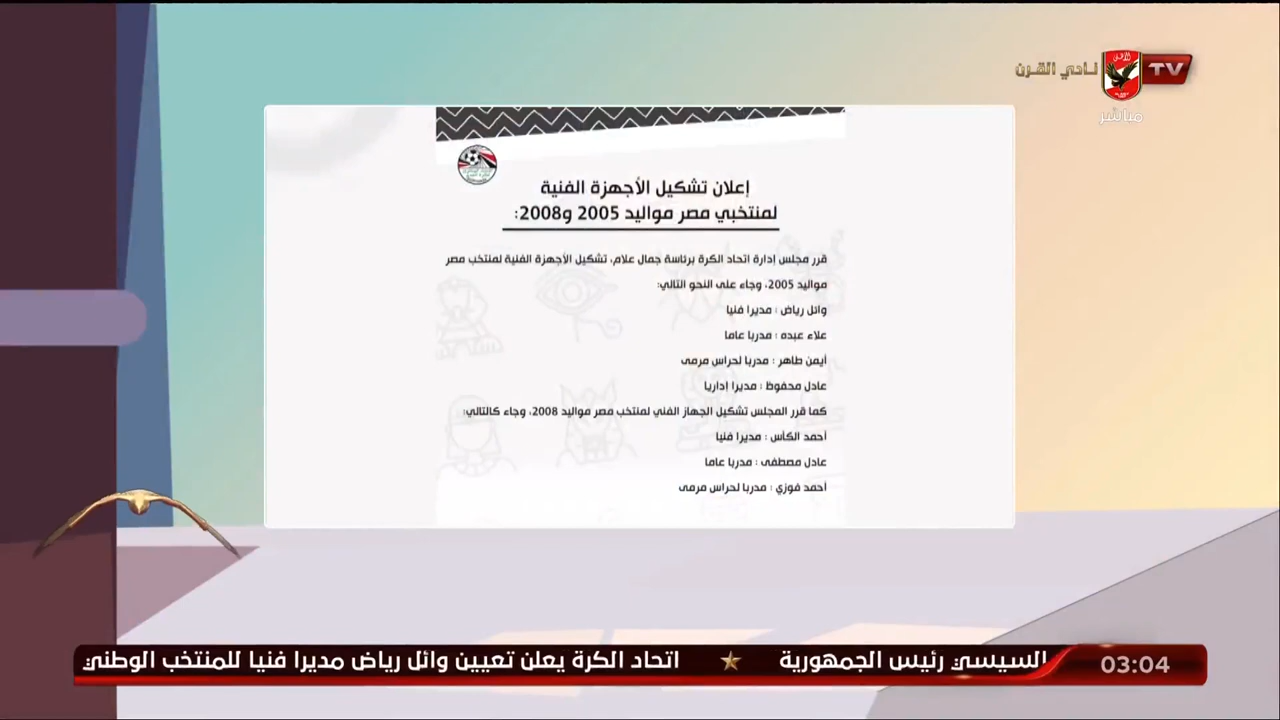 نادي القرن
TV
مباشر
إعلان تشكيل الأجهزة الفنية
لمنتخبي مصر مواليد 2005 و2008:
قرر مجلس إدارة اتحاد الكرة برئاسة جمال علام، تشكيل الأجهزة الفنية لمنتخب مصر
مواليد 2005، وجاء على النحو التالي:
وائل رياض : مديرا فنيا
علاء عبده : مدربا عاما
أيمن طاهر : مدربا لحراس مرمى
عادل محفوظ : مديرا إداريا
كما قرر المجلس تشكيل الجهاز الفني لمنتخب مصر مواليد 2008، وجاء كالتالي:
أحمد الكأس : مديرا فنيا
عادل مصطفى : مدربا عاما
أحمد فوزي : مدربا لحراس مرمى
03:04
السيسي رئيس الجمهورية ★ اتحاد الكرة يعلن تعيين وائل رياض مديرا فنيا للمنتخب الوطني